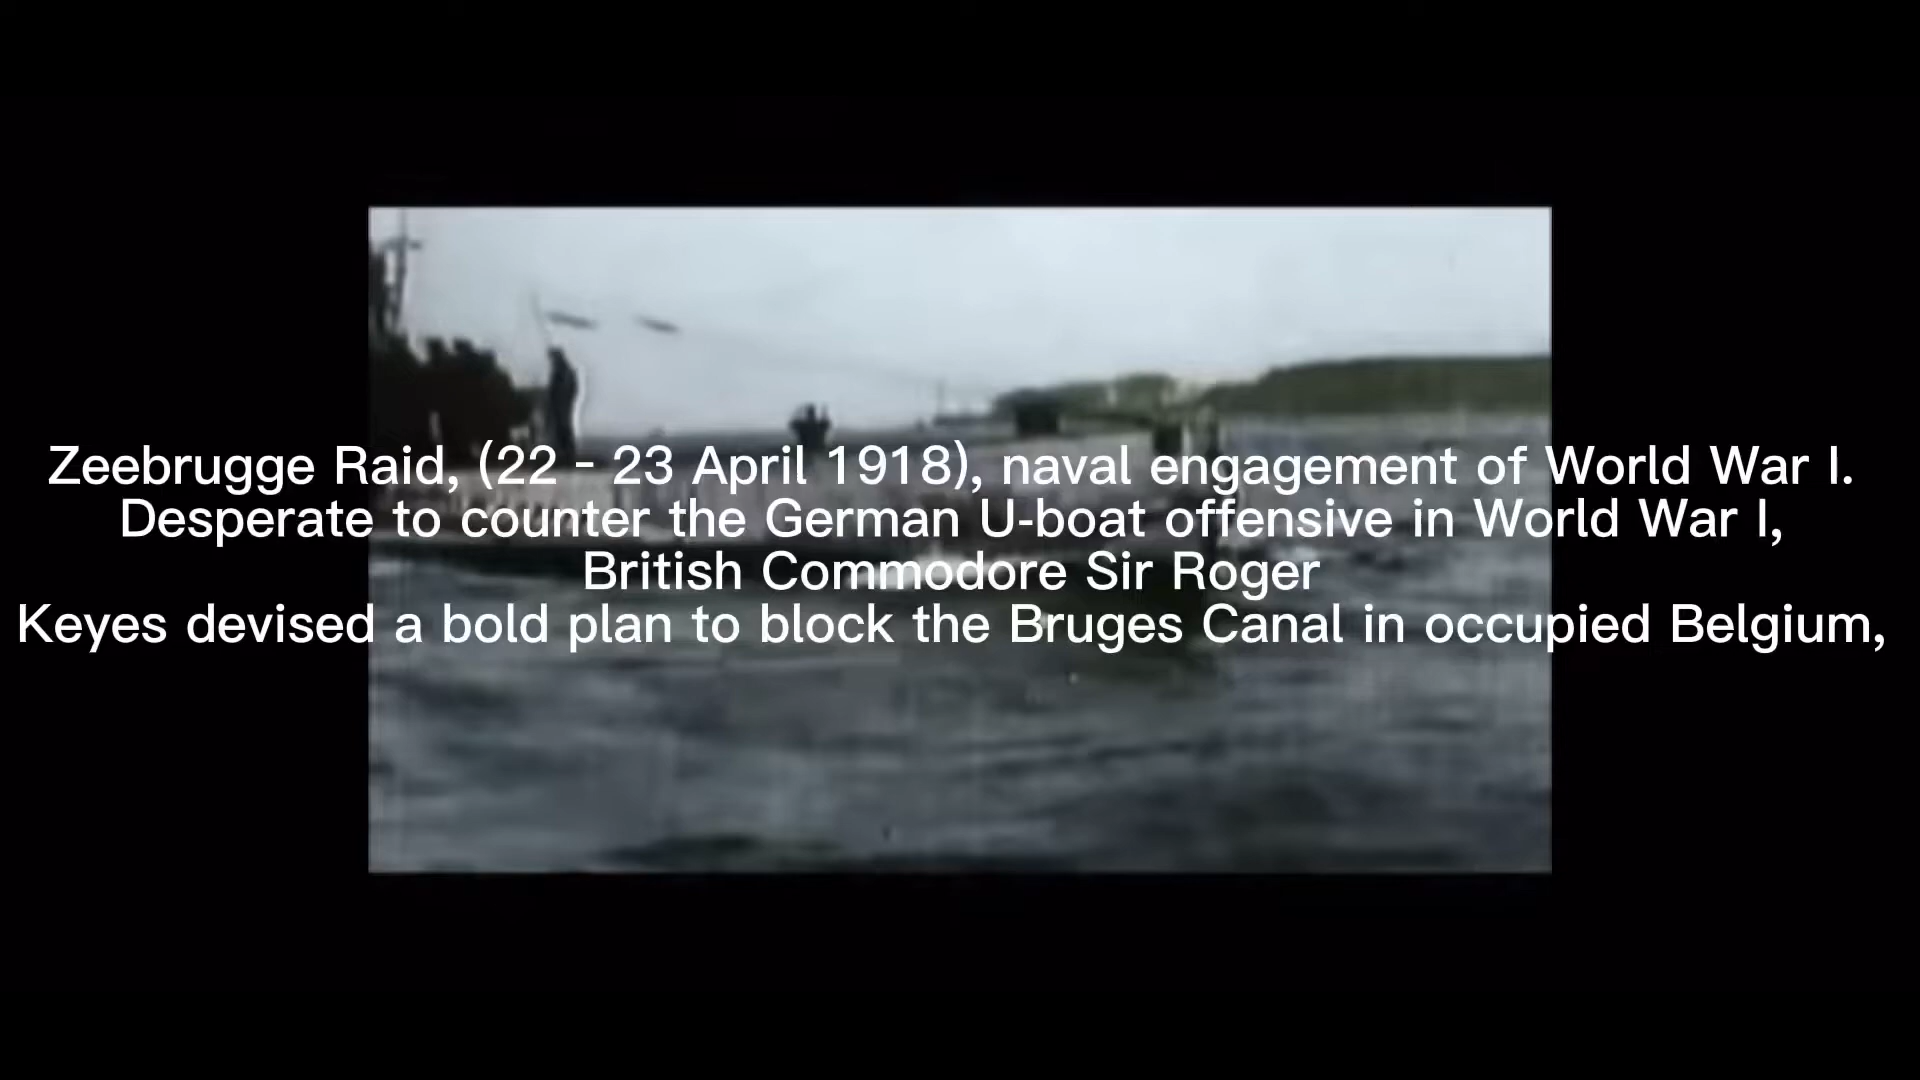 Zeebrugge Raid, (22 - 23 April 1918), naval engagement of World War I.
Desperate to counter the German U-boat offensive in World War I,
British Commodore Sir Roger
Keyes devised a bold plan to block the Bruges Canal in occupied Belgium,